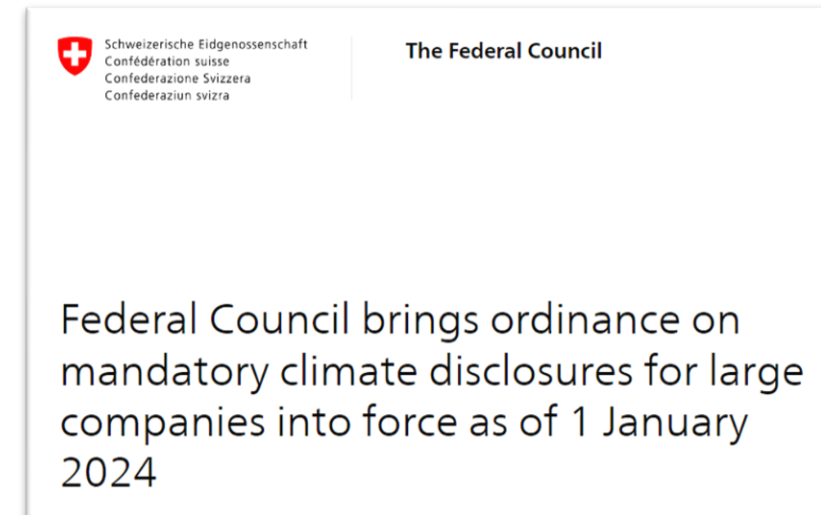 Schweizerische Eidgenossenschaft
Confédération suisse
Confederazione Svizzera
Confederaziun svizra
The Federal Council
Federal Council brings ordinance on
mandatory climate disclosures for large
companies into force as of 1 January
2024